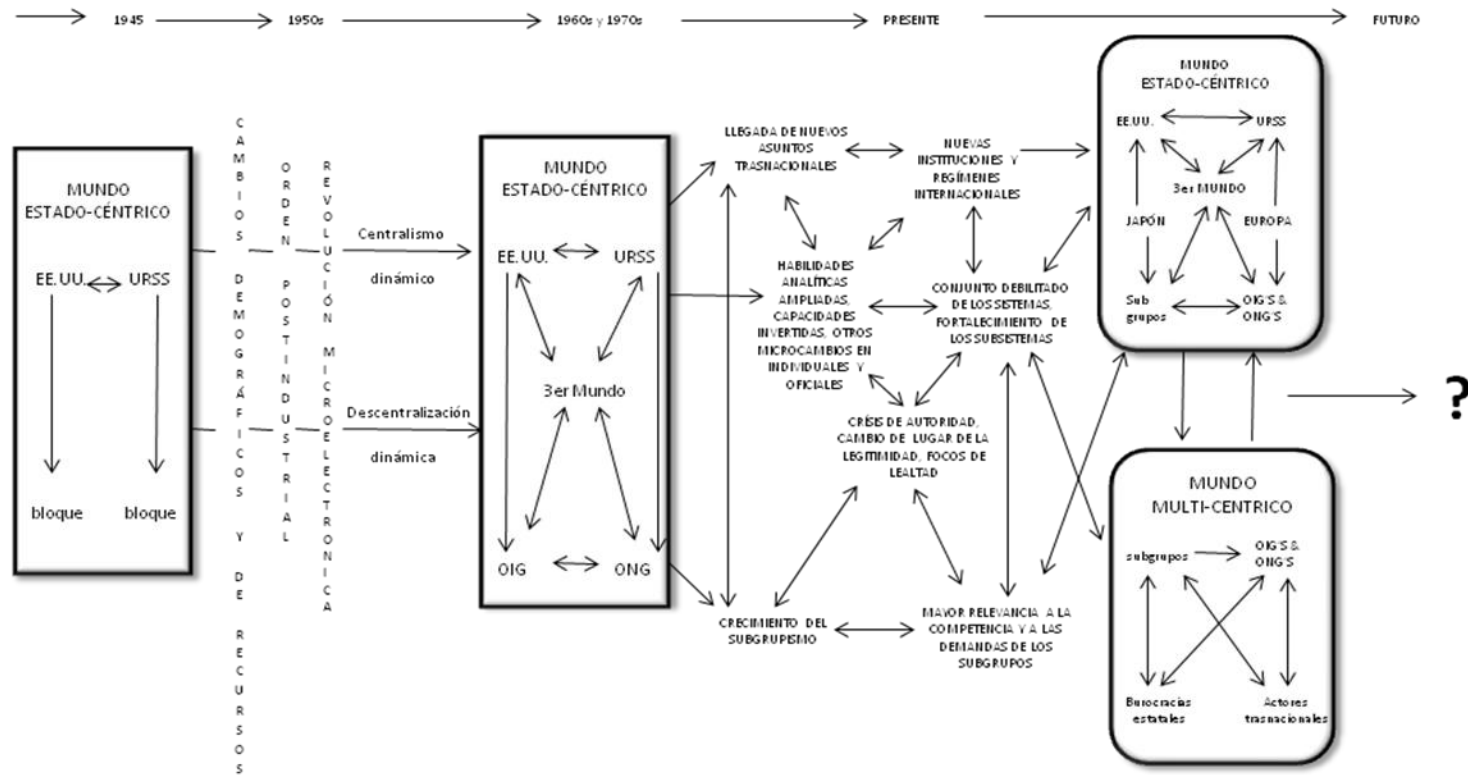 1945
1950s
1960s y 1970s
PRESENTE
FUTURO
MUNDO
ESTADO-CÉNTRICO
EE.UU.
URSS
bloque
bloque
CAMBIOS DEMOGRÁFICOS Y DE RECURSOS
ORDEN POSTINDUSTRIAL
REVOLUCIÓN MICROELECTRONICA
Centralismo
dinámico
Descentralización
dinámica
MUNDO
ESTADO-CÉNTRICO
EE.UU.
URSS
3er Mundo
OIG
ONG
LLEGADA DE NUEVOS
ASUNTOS
TRASNACIONALES
HABILIDADES
ANALÍTICAS
AMPLIADAS,
CAPACIDADES
INVERTIDAS, OTROS
MICROCAMBIOS EN
INDIVIDUALES Y
OFICIALES
CRECIMIENTO DEL
SUBGRUPISMO
NUEVAS
INSTITUCIONES Y
REGÍMENES
INTERNACIONALES
CONJUNTO DEBILITADO
DE LOS SISTEMAS,
FORTALECIMIENTO DE
LOS SUBSISTEMAS
CRÍSIS DE AUTORIDAD,
CAMBIO DE LUGAR DE LA
LEGITIMIDAD, FOCOS DE
LEALTAD
MAYOR RELEVANCIA A LA
COMPETENCIA Y A LAS
DEMANDAS DE LOS
SUBGRUPOS
MUNDO
ESTADO-CÉNTRICO
EE.UU.
URSS
3er MUNDO
JAPÓN
EUROPA
Sub
grupos
OIG'S &
ONG'S
?
MUNDO
MULTI-CENTRICO
subgrupos
OIG'S &
ONG'S
Burocracias
estatales
Actores
trasnacionales